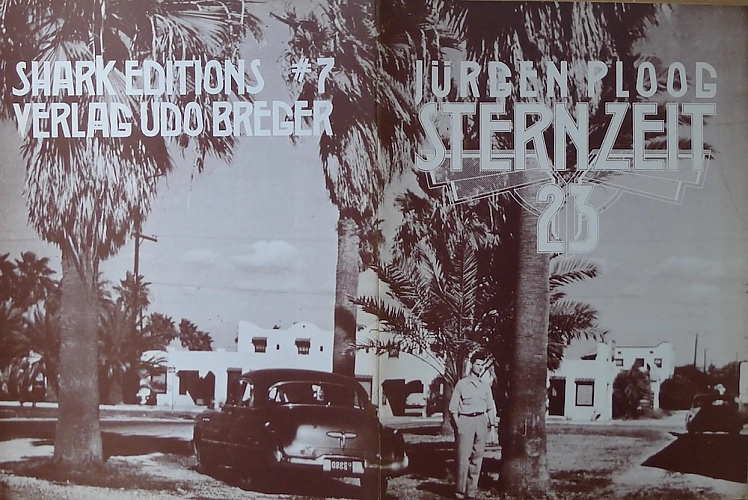 SHARK EDITIONS #7
VERLAG UDO BREGER
JÜRGEN PLOOG
STERNZEIT
23